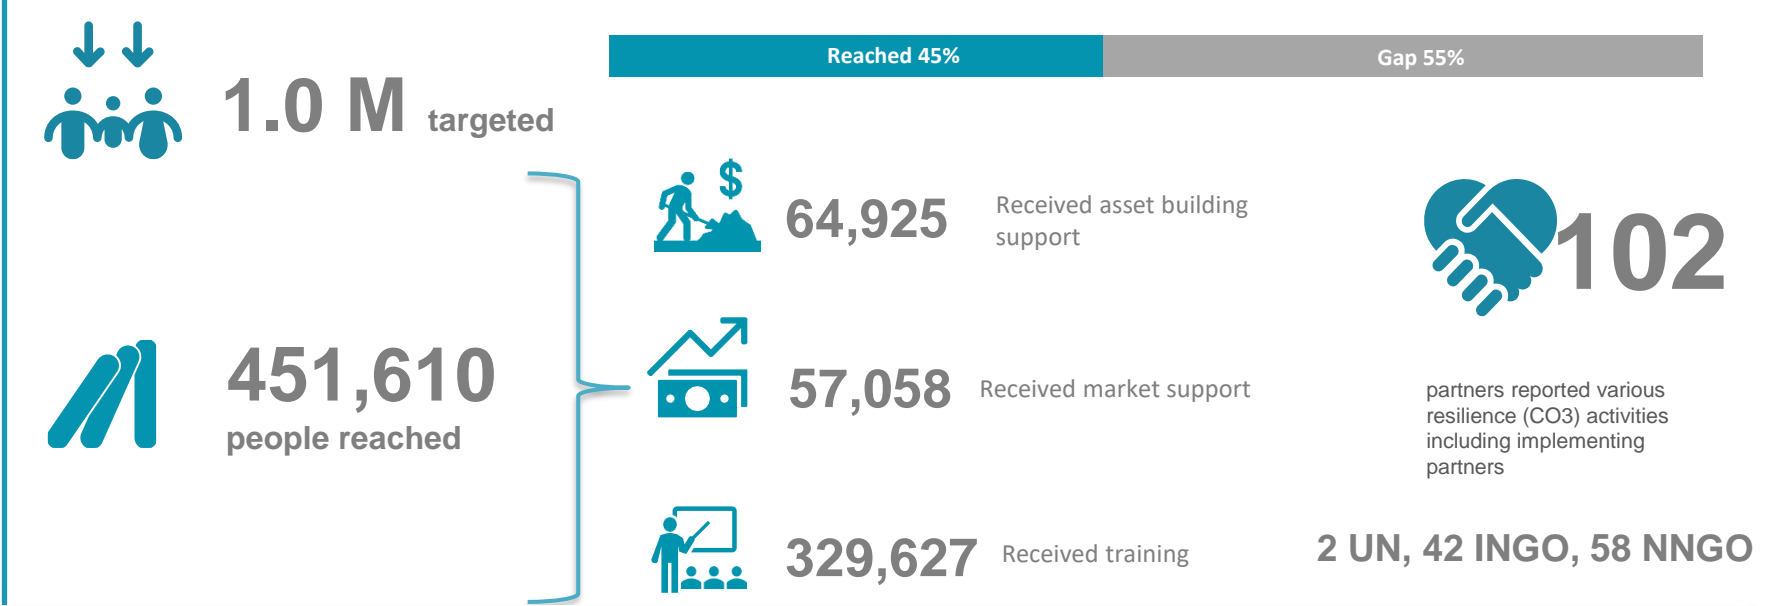 1.0 M targeted
Reached 45%
Gap 55%
451,610
people reached
$
64,925
Received asset building
support
57,058
Received market support
329,627
Received training
102
partners reported various
resilience (CO3) activities
including implementing
partners
2 UN, 42 INGO, 58 NNGO